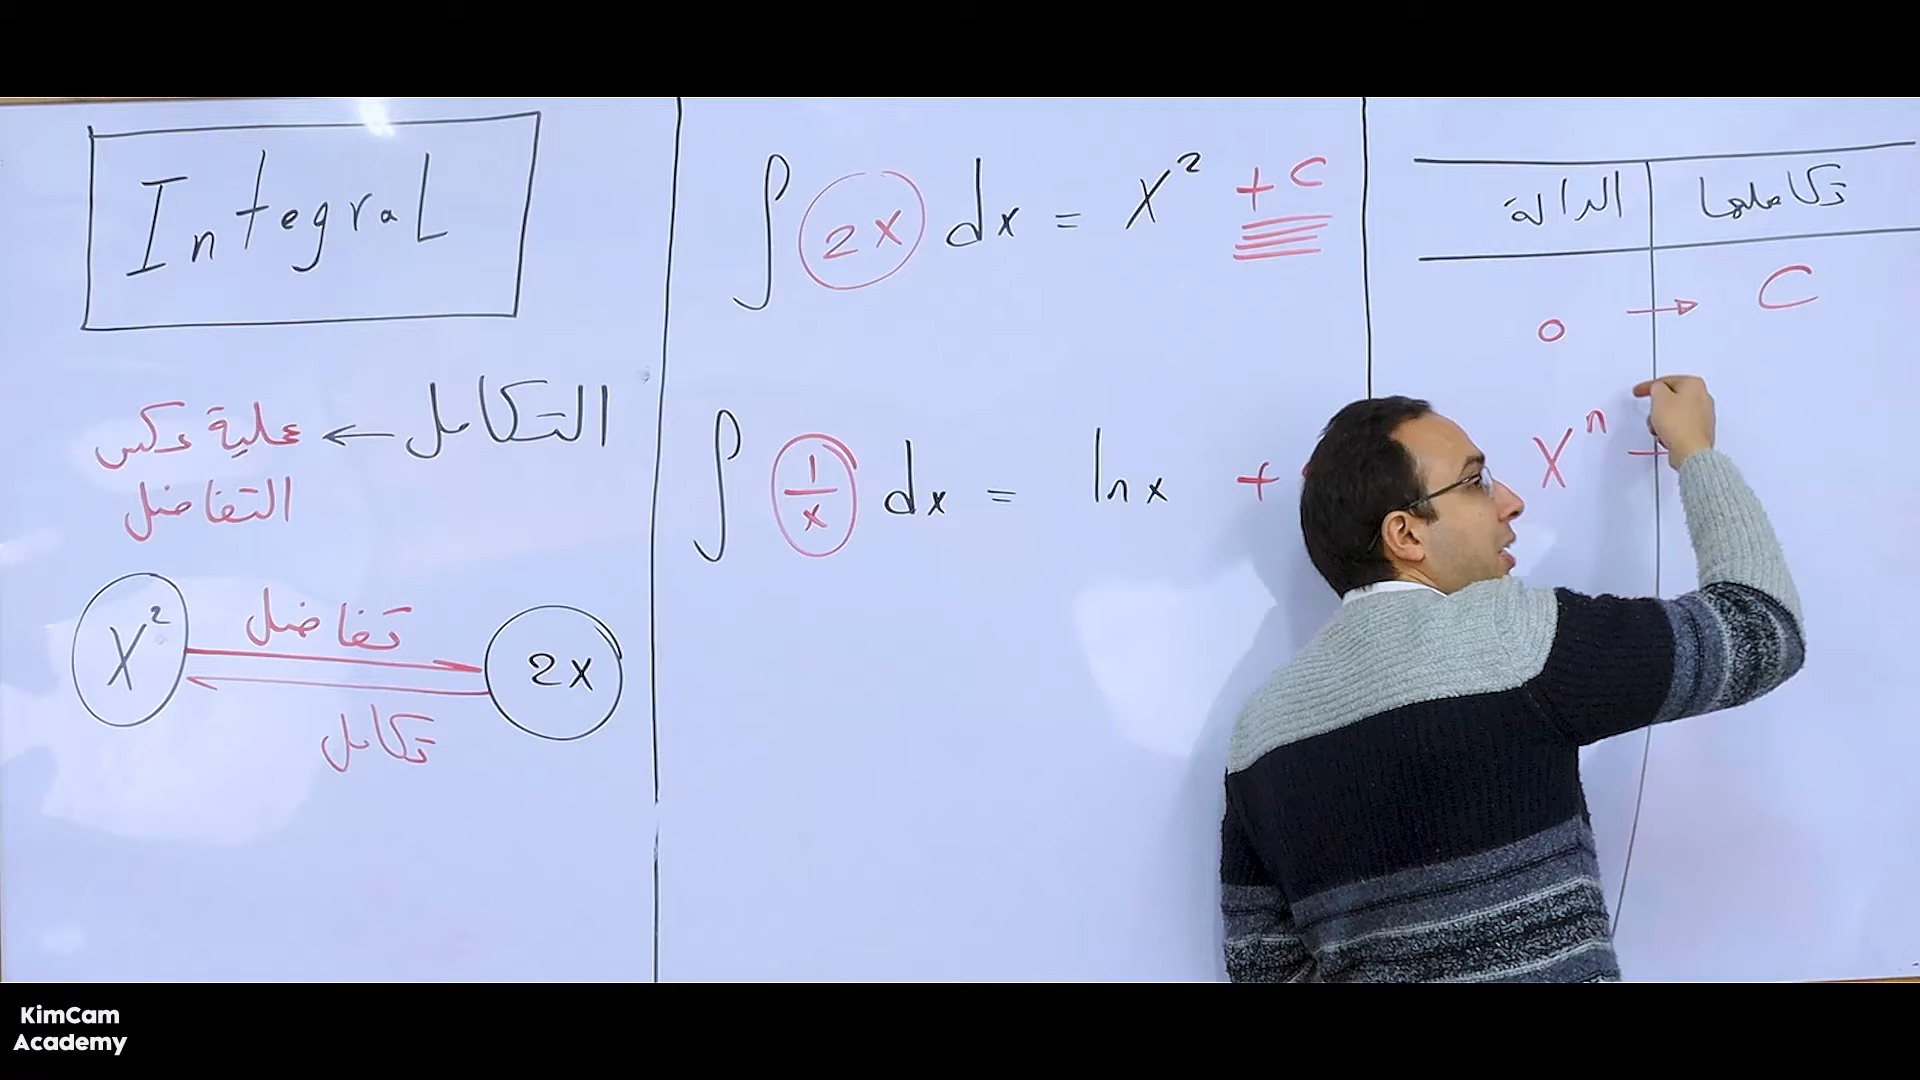 Integral
التكامل ← عملية عكس
التفاضل
x² تفاضل 2x
تكامل
∫ 2x dx = x² + c
∫ 1/x dx = ln x +
الدالة تكاملها
0 → C
xⁿ
KimCam
Academy